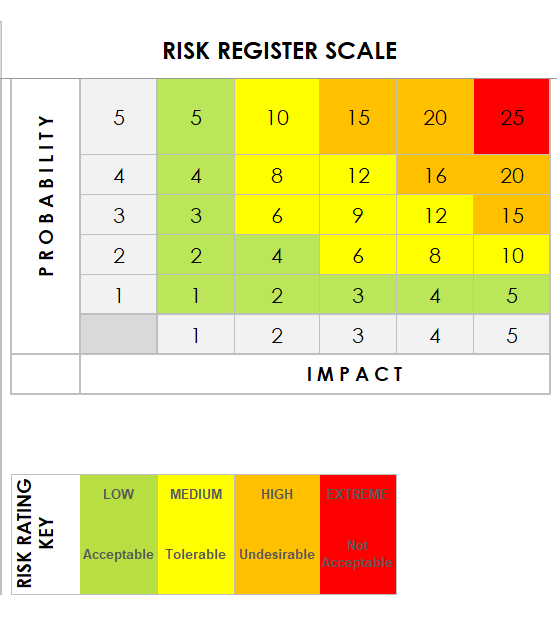 RISK REGISTER SCALE
PROBABILITY
5 5 10 15 20 25
4 4 8 12 16 20
3 3 6 9 12 15
2 2 4 6 8 10
1 1 2 3 4 5
1 2 3 4 5
IMPACT
RISK RATING
KEY
LOW MEDIUM HIGH EXTREME
Acceptable Tolerable Undesirable Not
Acceptable